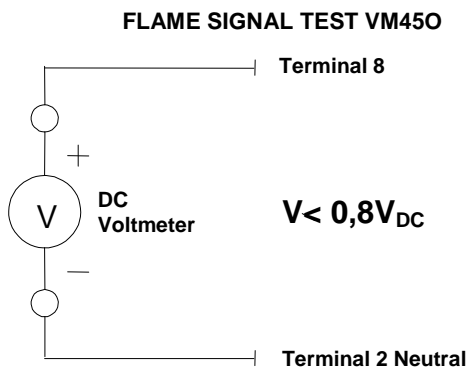 FLAME SIGNAL TEST VM45O
Terminal 8
+
V
DC
Voltmeter
V< 0,8VDC
—
Terminal 2 Neutral